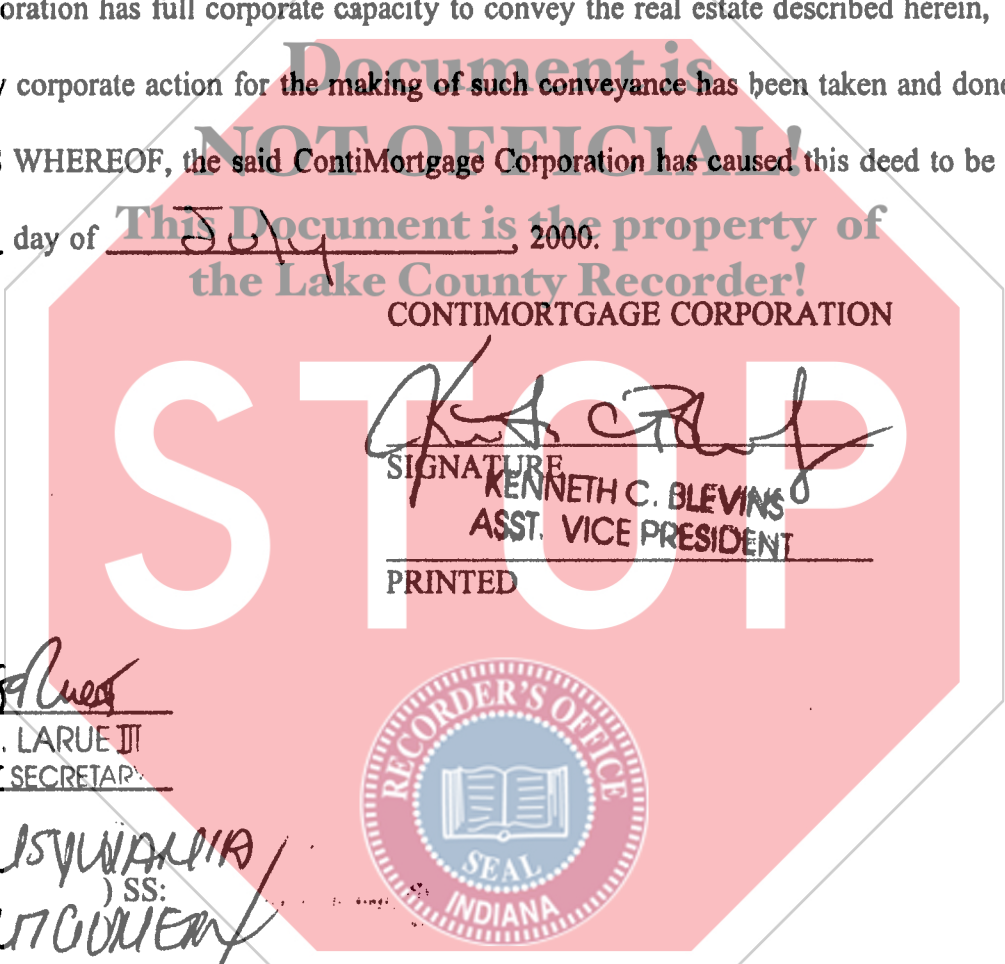 oration has full corporate capacity to convey the real estate described herein,
Document is
corporate action for the making of such conveyance has been taken and done
NOT OFFICIAL!
WHEREOF, the said ContiMortgage Corporation has caused this deed to be
This Document is the property of
day of July, 2000.
the Lake County Recorder!
CONTIMORTGAGE CORPORATION
STOP
SIGNATURE
KENNETH C. BLEVINS
ASST. VICE PRESIDENT
PRINTED
. LARUE III
SECRETARY
) SS:
RECORDER'S OFFICE
SEAL
INDIANA